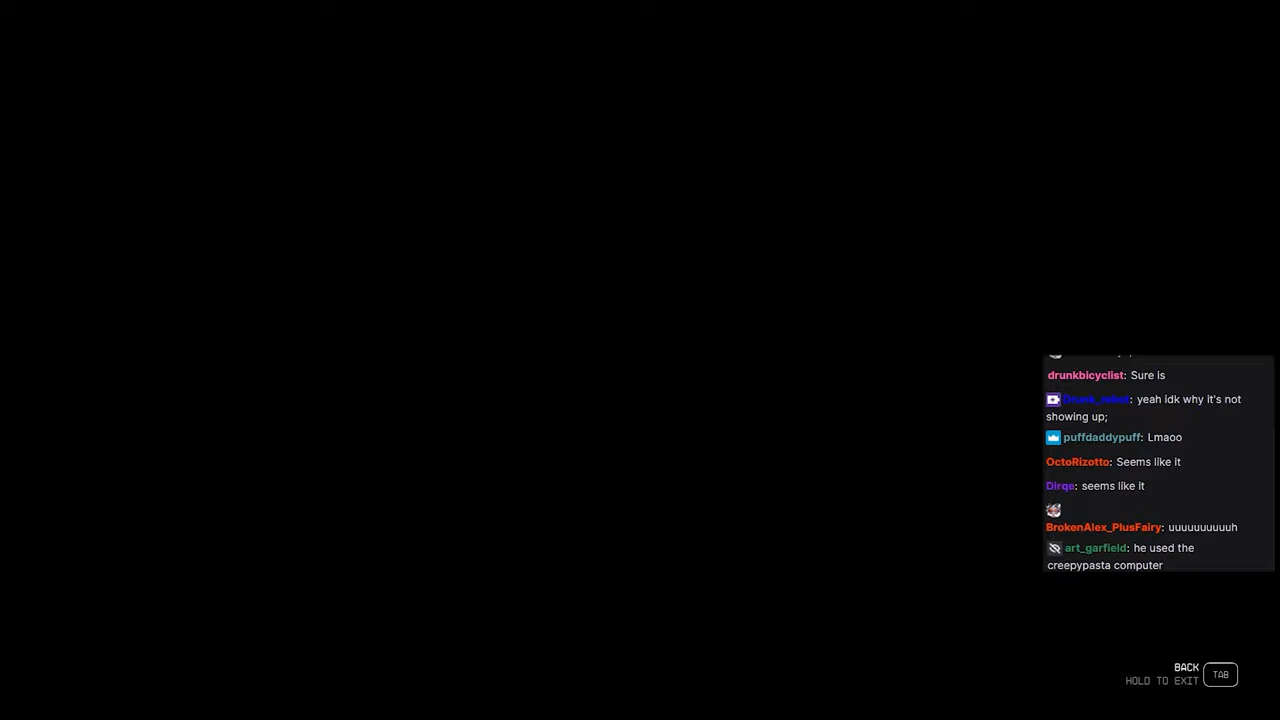 drunkbicyclist: Sure is
Drunk_robot: yeah idk why it's not
showing up;
puffdaddypuff: Lmaoo
OctoRizotto: Seems like it
Dirqe: seems like it
BrokenAlex_PlusFairy: uuuuuuuuuuh
art_garfield: he used the
creepypasta computer
BACK
HOLD TO EXIT TAB